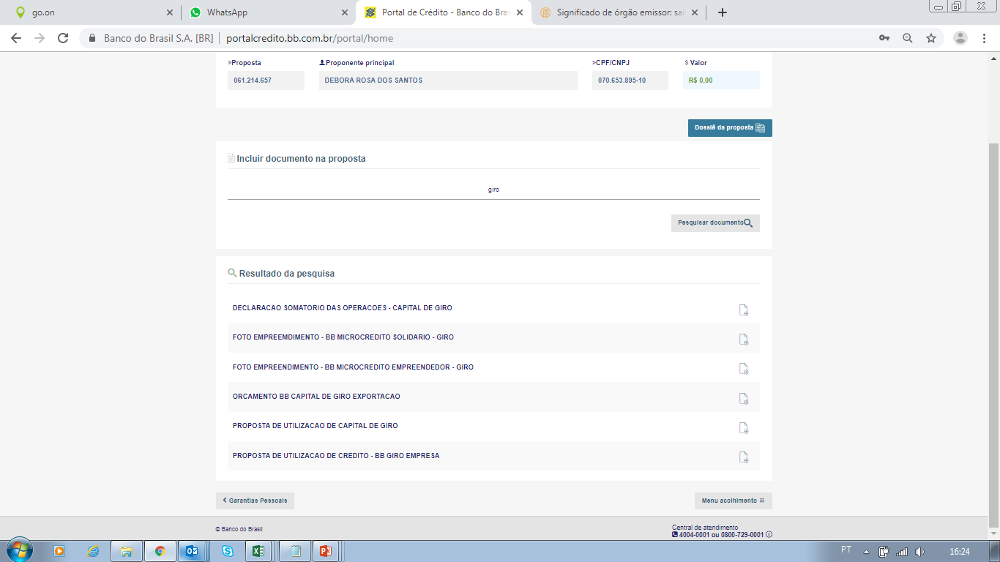 go.on
WhatsApp
Portal de Crédito - Banco do Bras
Significado de órgão emissor: sai
Banco do Brasil S.A. [BR]
portalcredito.bb.com.br/portal/home
»Proposta
Proponente principal
»CPF/CNPJ
$ Valor
061.214.657
DEBORA ROSA DOS SANTOS
070.653.895-10
R$ 0,00
Dossiê da proposta
Incluir documento na proposta
giro
Pesquisar documento
Resultado da pesquisa
DECLARACAO SOMATORIO DAS OPERACOES - CAPITAL DE GIRO
FOTO EMPREEMDIMENTO - BB MICROCREDITO SOLIDARIO - GIRO
FOTO EMPREENDIMENTO - BB MICROCREDITO EMPREENDEDOR - GIRO
ORCAMENTO BB CAPITAL DE GIRO EXPORTACAO
PROPOSTA DE UTILIZACAO DE CAPITAL DE GIRO
PROPOSTA DE UTILIZACAO DE CREDITO - BB GIRO EMPRESA
Garantias Pessoais
Menu acolhimento
© Banco do Brasil
Central de atendimento
4004-0001 ou 0800-729-0001
PT
16:24